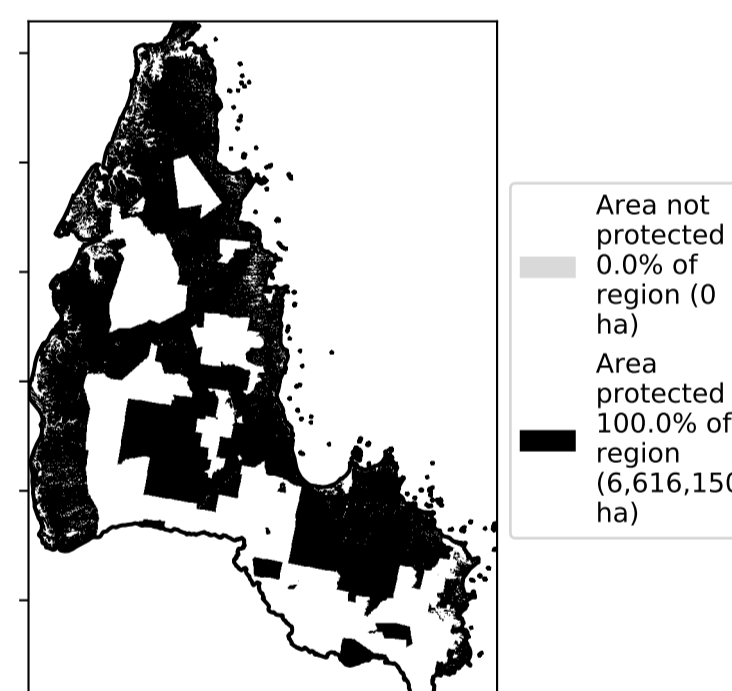 Area not
protected
0.0% of
region (0
ha)
Area
protected
100.0% of
region
(6,616,150
ha)